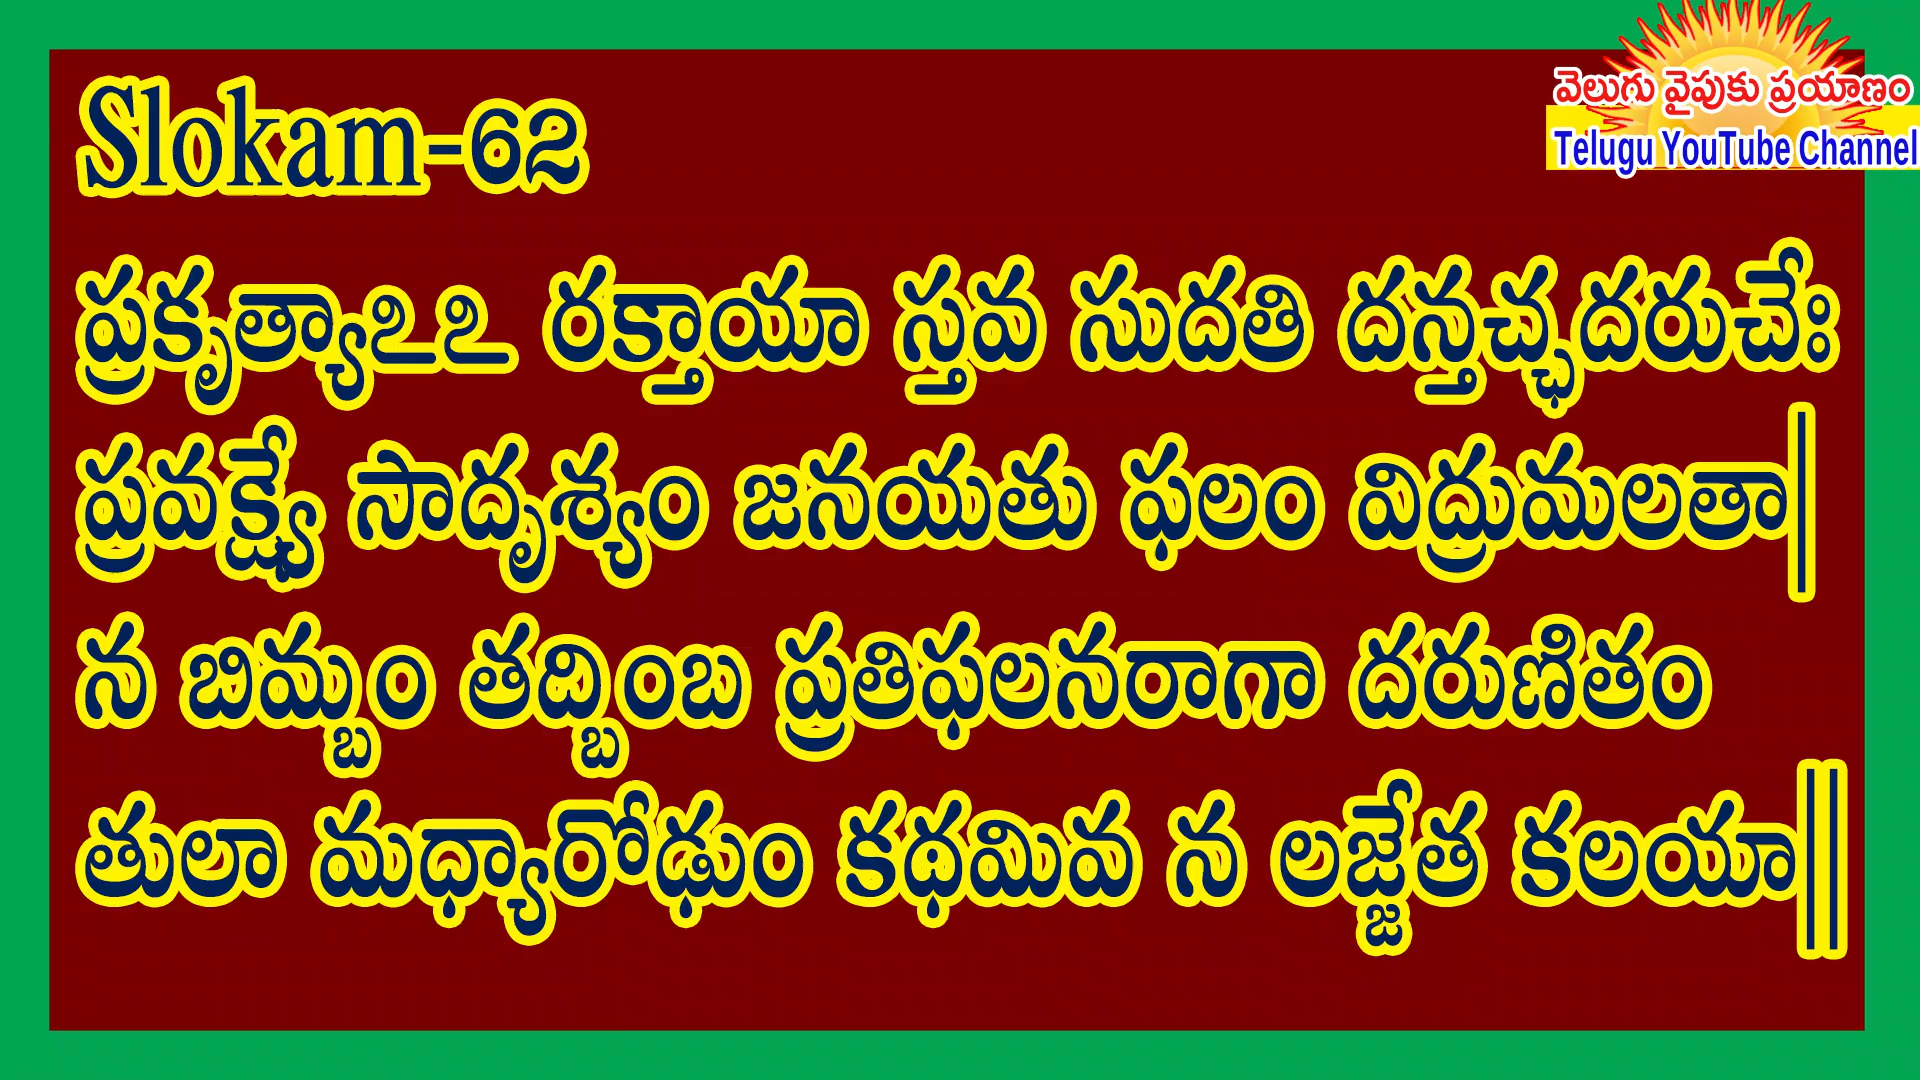 Slokam-62
వెలుగు వైపుకు ప్రయాణం
Telugu YouTube Channel
ప్రకృత్యాఽఽ రక్తాయా స్తవ సుదతి దన్తచ్ఛదరుచేః
ప్రవక్ష్యే సాదృశ్యం జనయతు ఫలం విద్రుమలతా|
న బిమ్బం తద్బింబ ప్రతిఫలనరాగా దరుణితం
తులా మధ్యారోఢుం కథమివ న లజ్జేత కలయా||